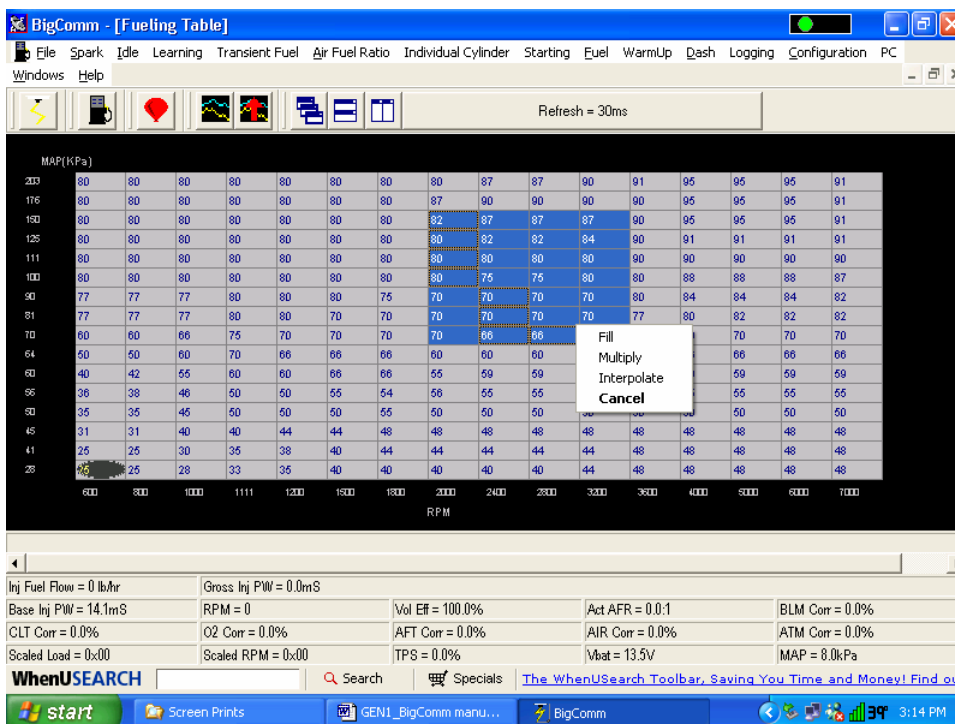 BigComm - [Fueling Table]
File Spark Idle Learning Transient Fuel Air Fuel Ratio Individual Cylinder Starting Fuel WarmUp Dash Logging Configuration PC
Windows Help
Refresh = 30ms
MAP(KPa)
203 80 80 80 80 80 80 80 80 87 87 90 91 95 95 95 91
176 80 80 80 80 80 80 80 87 90 90 90 90 95 95 95 91
150 80 80 80 80 80 80 80 82 87 87 87 90 95 95 95 91
125 80 80 80 80 80 80 80 80 82 82 84 90 91 91 91 91
111 80 80 80 80 80 80 80 80 80 80 80 90 90 90 90 90
100 80 80 80 80 80 80 80 80 75 75 80 80 88 88 88 87
90 77 77 77 80 80 80 75 70 70 70 70 80 84 84 84 82
81 77 77 77 80 80 70 70 70 70 70 70 77 80 82 82 82
70 60 60 66 75 70 70 70 70 66 66 70 70 70
64 50 50 60 70 66 66 66 60 60 60 66 66 66
60 40 42 55 60 60 66 66 55 59 59 59 59 59
56 36 38 46 50 50 55 54 56 55 55 55 55 55
50 35 35 45 50 50 50 55 50 50 50 50 50 50 50
45 31 31 40 40 44 44 48 48 48 48 48 48 48 48 48 48
41 25 25 30 35 38 40 44 44 44 44 48 48 48 48 48 48
28 25 25 28 33 35 40 40 40 40 40 44 48 48 48 48 48
600 800 1000 1111 1200 1500 1800 2000 2400 2800 3200 3600 4000 5000 6000 7000
RPM
Fill
Multiply
Interpolate
Cancel
Inj Fuel Flow = 0 lb/hr Gross Inj PW = 0.0mS
Base Inj PW = 14.1mS RPM = 0 Vol Eff = 100.0% Act AFR = 0.0:1 BLM Corr = 0.0%
CLT Corr = 0.0% O2 Corr = 0.0% AFT Corr = 0.0% AIR Corr = 0.0% ATM Corr = 0.0%
Scaled Load = 0x00 Scaled RPM = 0x00 TPS = 0.0% Vbat = 13.5V MAP = 8.0kPa
WhenUSEARCH Search Specials The WhenUSearch Toolbar, Saving You Time and Money! Find
start Screen Prints GEN1_BigComm manu... BigComm 39° 3:14 PM